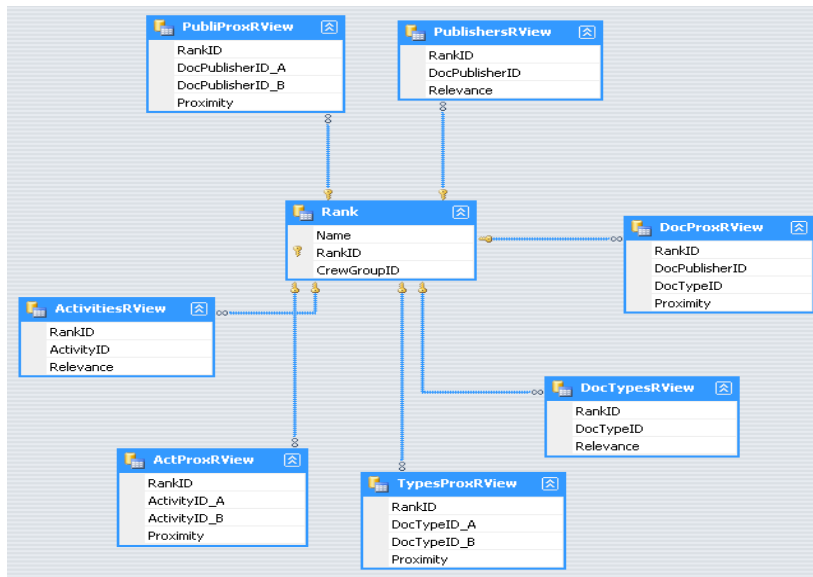 PubliProxRView
RankID
DocPublisherID_A
DocPublisherID_B
Proximity
PublishersRView
RankID
DocPublisherID
Relevance
Rank
Name
RankID
CrewGroupID
DocProxRView
RankID
DocPublisherID
DocTypeID
Proximity
ActivitiesRView
RankID
ActivityID
Relevance
DocTypesRView
RankID
DocTypeID
Relevance
ActProxRView
RankID
ActivityID_A
ActivityID_B
Proximity
TypesProxRView
RankID
DocTypeID_A
DocTypeID_B
Proximity